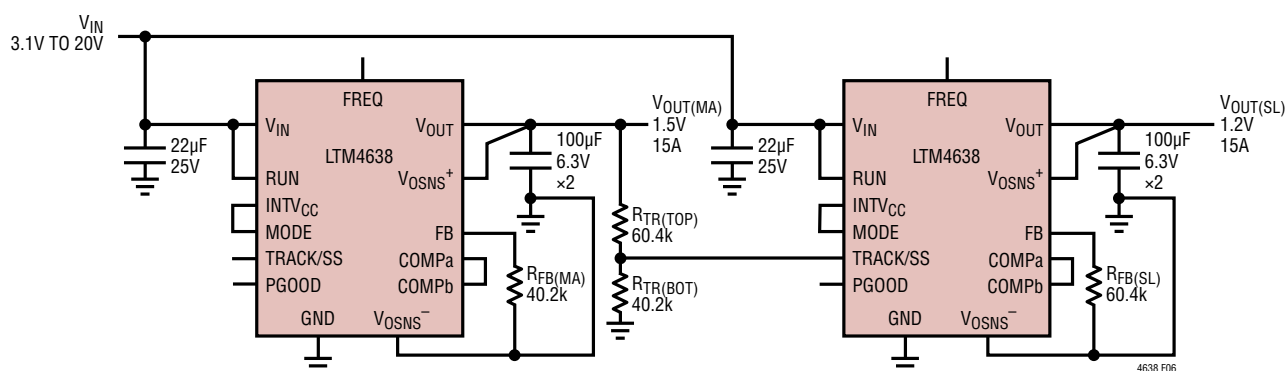 VIN
3.1V TO 20V
22µF
25V
FREQ
VIN
VOUT
LTM4638
RUN
VOSNS+
INTVCC
MODE
FB
TRACK/SS
COMPa
PGOOD
COMPb
GND
VOSNS–
RFB(MA)
40.2k
100µF
6.3V
×2
VOUT(MA)
1.5V
15A
RTR(TOP)
60.4k
RTR(BOT)
40.2k
22µF
25V
FREQ
VIN
VOUT
LTM4638
RUN
VOSNS+
INTVCC
MODE
FB
TRACK/SS
COMPa
PGOOD
COMPb
GND
VOSNS–
RFB(SL)
60.4k
100µF
6.3V
×2
VOUT(SL)
1.2V
15A
4638 F06